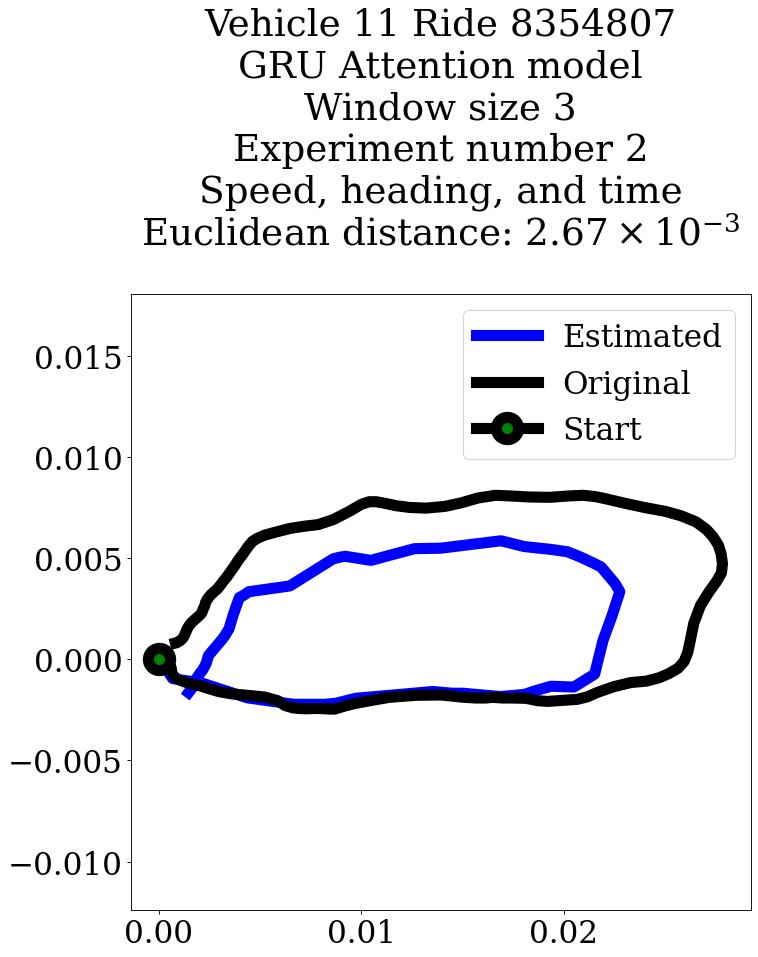 Vehicle 11 Ride 8354807
GRU Attention model
Window size 3
Experiment number 2
Speed, heading, and time
Euclidean distance: 2.67 × 10⁻³
Estimated
Original
Start
0.015
0.010
0.005
0.000
−0.005
−0.010
0.00 0.01 0.02